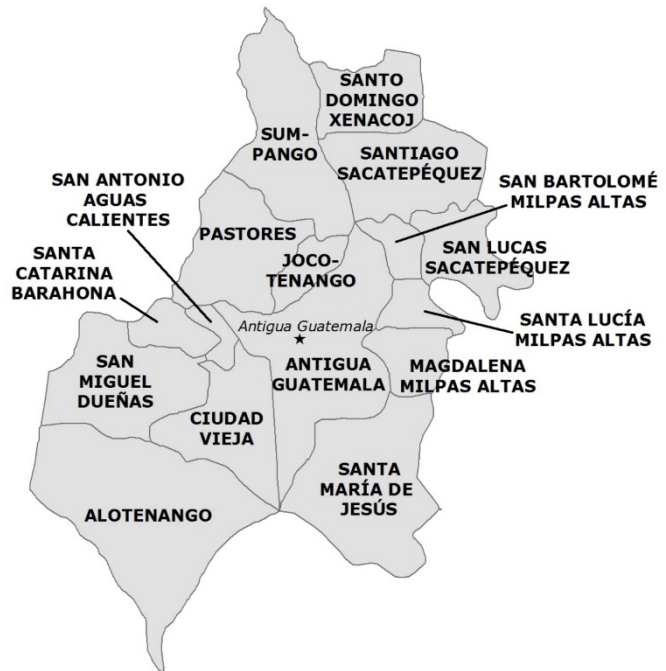 SANTO
DOMINGO
XENACOJ
SUM-
PANGO
SANTIAGO
SACATEPÉQUEZ
SAN BARTOLOMÉ
MILPAS ALTAS
SAN ANTONIO
AGUAS
CALIENTES
PASTORES
SAN LUCAS
SACATEPÉQUEZ
SANTA
CATARINA
BARAHONA
JOCO-
TENANGO
Antigua Guatemala
SANTA LUCÍA
MILPAS ALTAS
SAN
MIGUEL
DUEÑAS
ANTIGUA
GUATEMALA
MAGDALENA
MILPAS ALTAS
CIUDAD
VIEJA
SANTA
MARÍA DE
JESÚS
ALOTENANGO